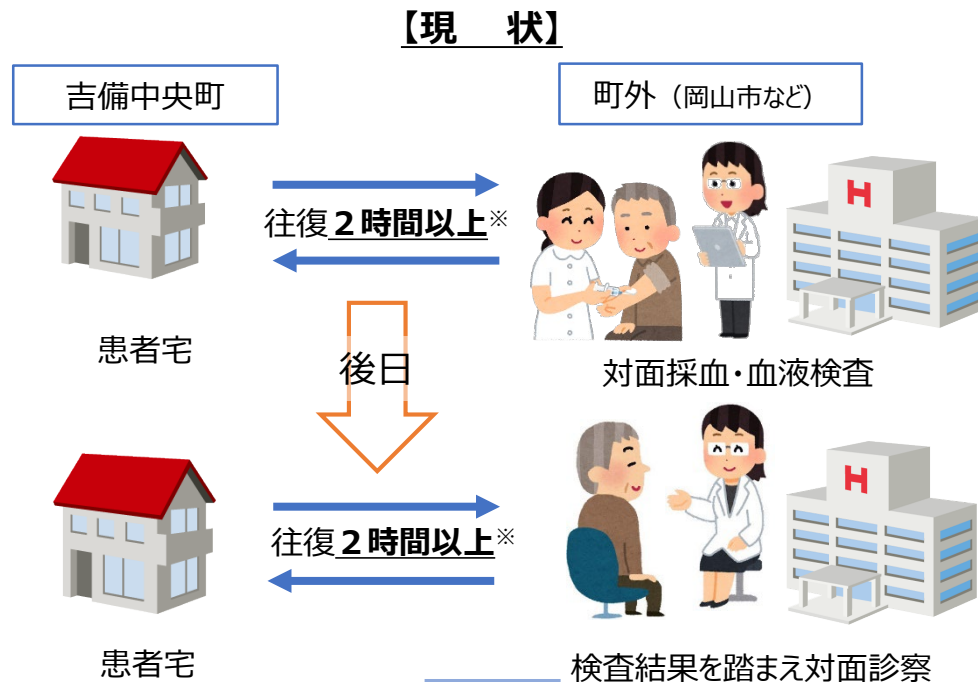 【現　状】
吉備中央町
町外（岡山市など）
往復２時間以上※
H
患者宅
対面採血・血液検査
後日
往復２時間以上※
H
患者宅
検査結果を踏まえ対面診察